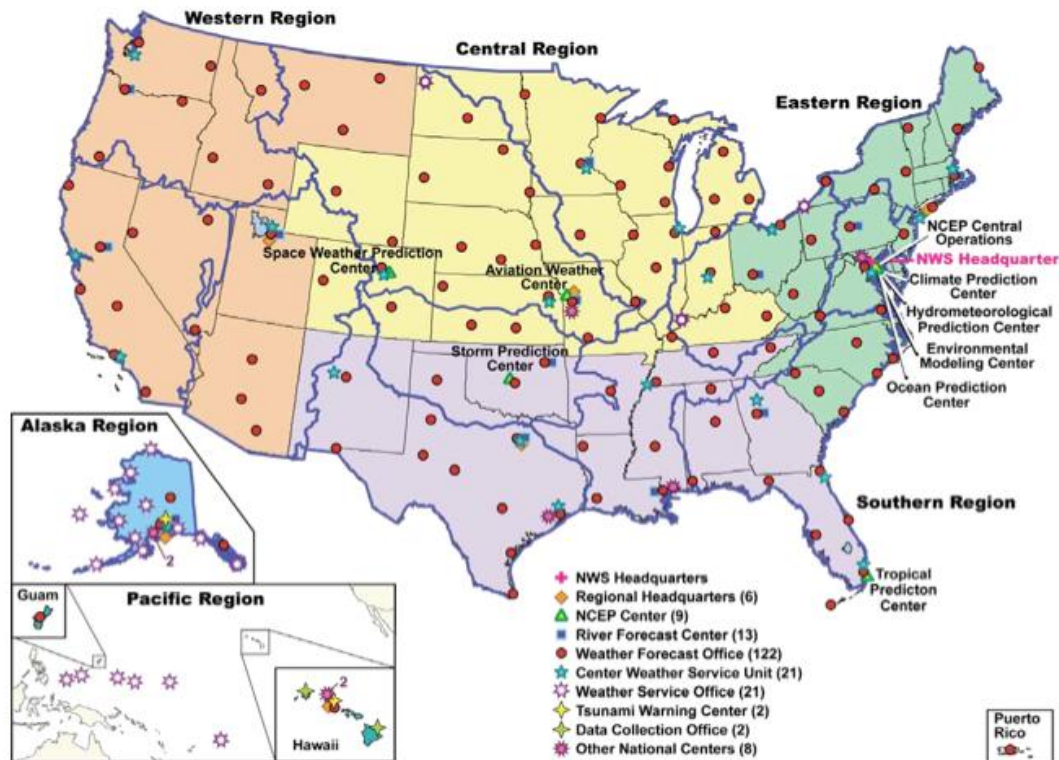 Western Region
Central Region
Eastern Region
NCEP Central
Operations
NWS Headquarter
Climate Prediction
Center
Hydrometeorological
Prediction Center
Environmental
Modeling Center
Ocean Prediction
Center
Space Weather Prediction
Center
Aviation Weather
Center
Storm Prediction
Center
Alaska Region
2
Southern Region
Tropical
Predicton
Center
Guam
Pacific Region
2
Hawaii
NWS Headquarters
Regional Headquarters (6)
NCEP Center (9)
River Forecast Center (13)
Weather Forecast Office (122)
Center Weather Service Unit (21)
Weather Service Office (21)
Tsunami Warning Center (2)
Data Collection Office (2)
Other National Centers (8)
Puerto
Rico